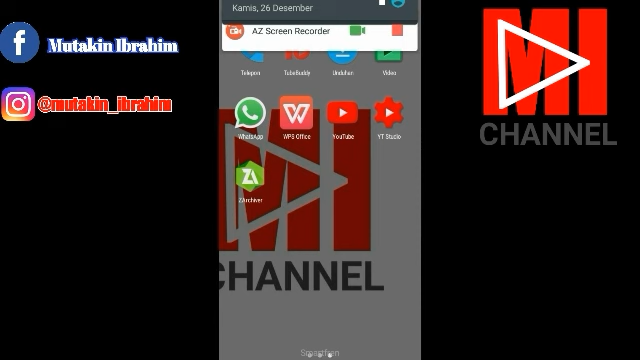 Kamis, 26 Desember
AZ Screen Recorder
Mutakin Ibrahim
@mutakin_ibrahim
MI
CHANNEL
Telepon
TubeBuddy
Unduhan
Video
WhatsApp
WPS Office
YouTube
YT Studio
ZArchiver
MI
CHANNEL
Smartfren